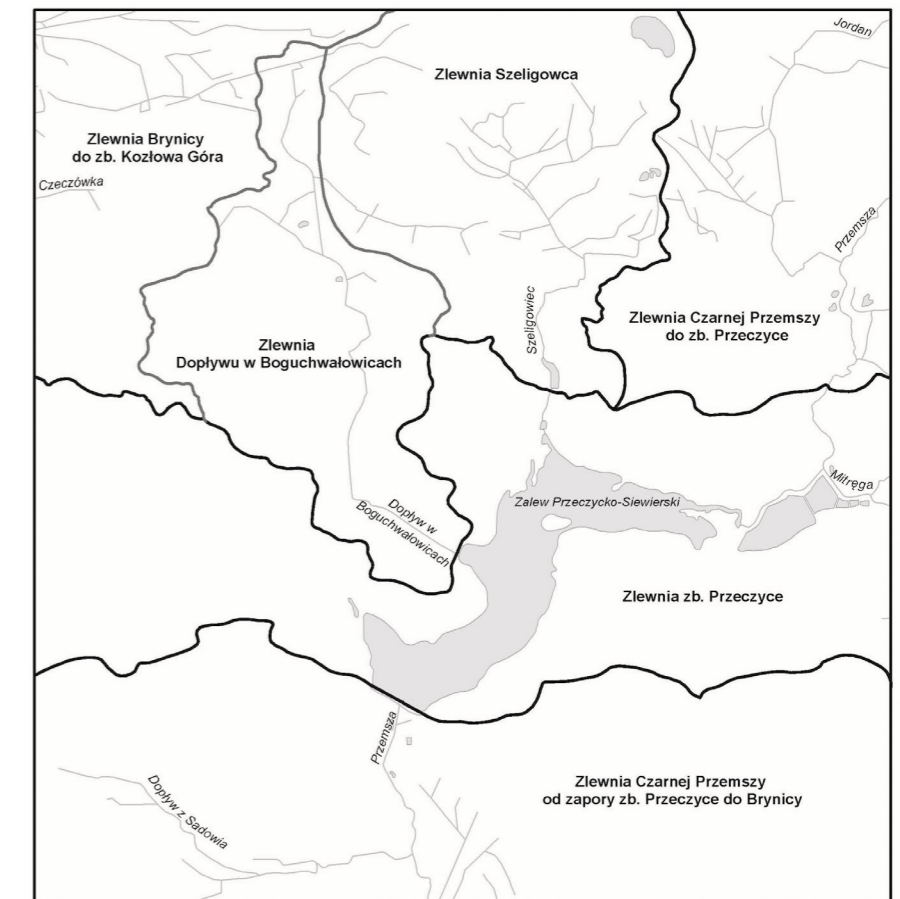 Jordan
Zlewnia Szeligowca
Zlewnia Brynicy
do zb. Kozłowa Góra
Czeczówka
Przemsza
Szeligowiec
Zlewnia Czarnej Przemszy
do zb. Przeczyce
Zlewnia
Dopływu w Boguchwałowicach
Mitręga
Zalew Przeczycko-Siewierski
Dopływ w
Boguchwałowicach
Zlewnia zb. Przeczyce
Przemsza
Zlewnia Czarnej Przemszy
od zapory zb. Przeczyce do Brynicy
Dopływ z Sadowia